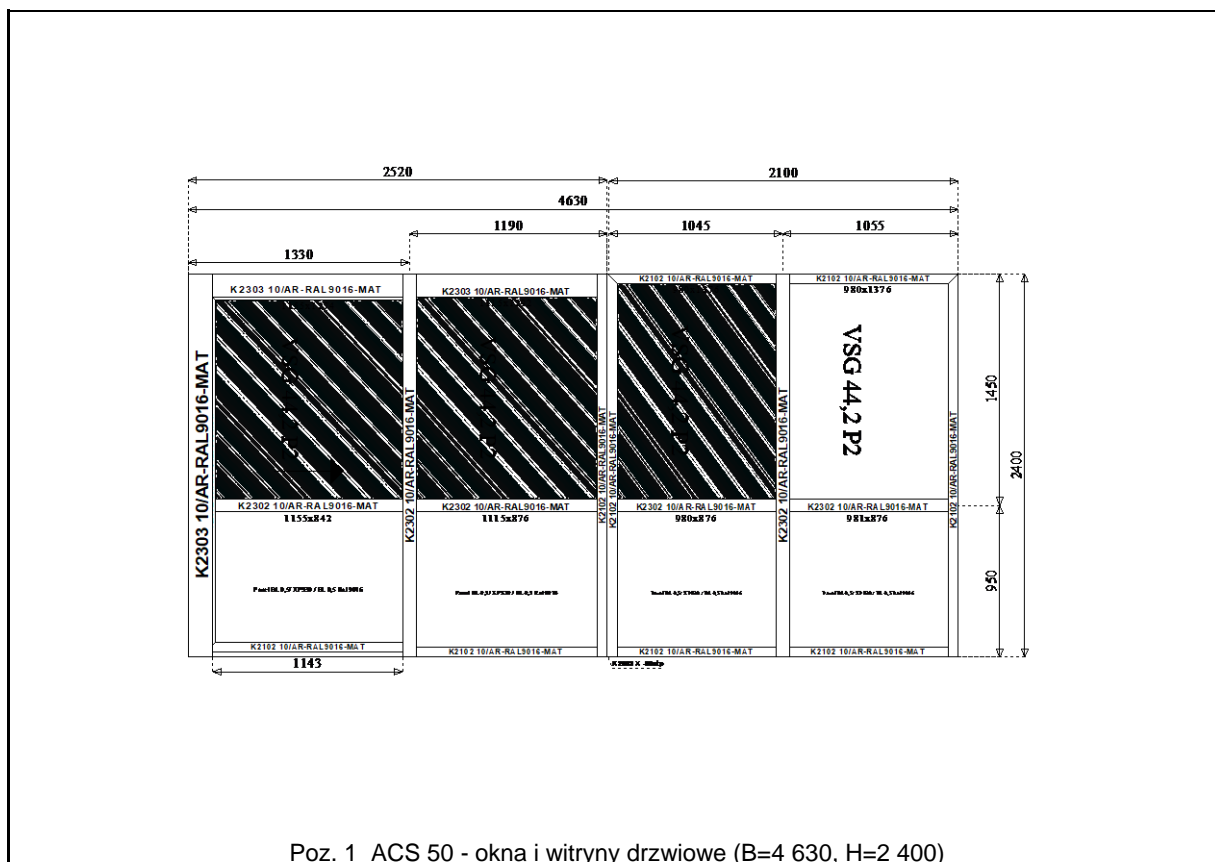 2520
2100
4630
1190
1045
1055
1330
K2303 10/AR-RAL9016-MAT
K2303 10/AR-RAL9016-MAT
K2102 10/AR-RAL9016-MAT
K2102 10/AR-RAL9016-MAT
980x1376
K2303 10/AR-RAL9016-MAT
K2302 10/AR-RAL9016-MAT
K2102 10/AR-RAL9016-MAT
K2102 10/AR-RAL9016-MAT
K2302 10/AR-RAL9016-MAT
VSG 44,2 P2
K2102 10/AR-RAL9016-MAT
1450
2400
K2302 10/AR-RAL9016-MAT
K2302 10/AR-RAL9016-MAT
K2302 10/AR-RAL9016-MAT
K2302 10/AR-RAL9016-MAT
1155x842
1115x876
980x876
981x876
950
K2102 10/AR-RAL9016-MAT
K2102 10/AR-RAL9016-MAT
K2102 10/AR-RAL9016-MAT
K2102 10/AR-RAL9016-MAT
1143
Poz. 1 ACS 50 - okna i witryny drzwiowe (B=4 630, H=2 400)